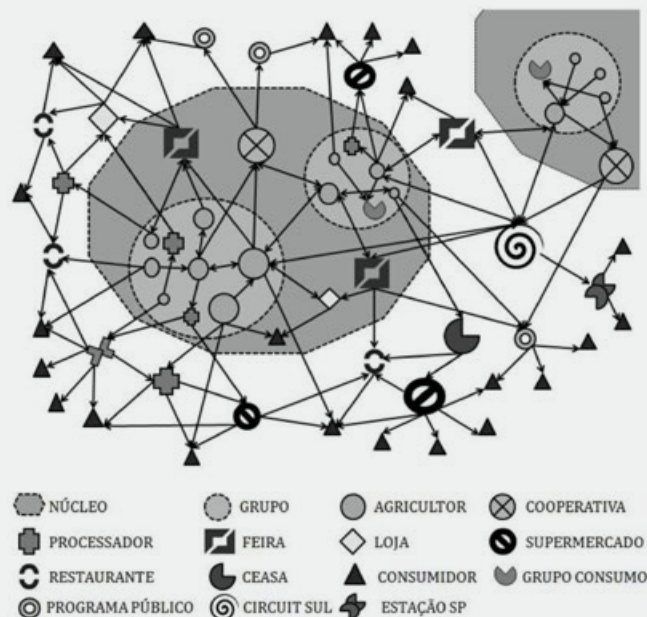 NÚCLEO GRUPO AGRICULTOR COOPERATIVA
PROCESSADOR FEIRA LOJA SUPERMERCADO
RESTAURANTE CEASA CONSUMIDOR GRUPO CONSUMO
PROGRAMA PÚBLICO CIRCUIT SUL ESTAÇÃO SP